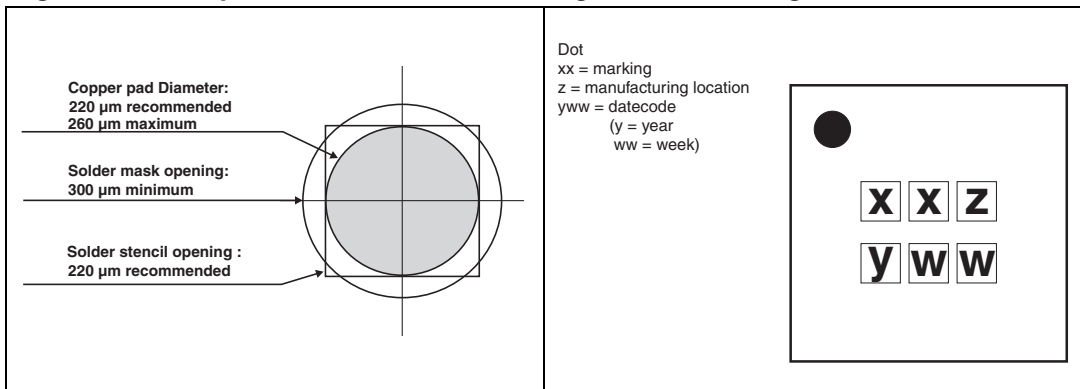 Copper pad Diameter:
220 µm recommended
260 µm maximum
Solder mask opening:
300 µm minimum
Solder stencil opening :
220 µm recommended
Dot
xx = marking
z = manufacturing location
yww = datecode
(y = year
ww = week)
x x z
y w w